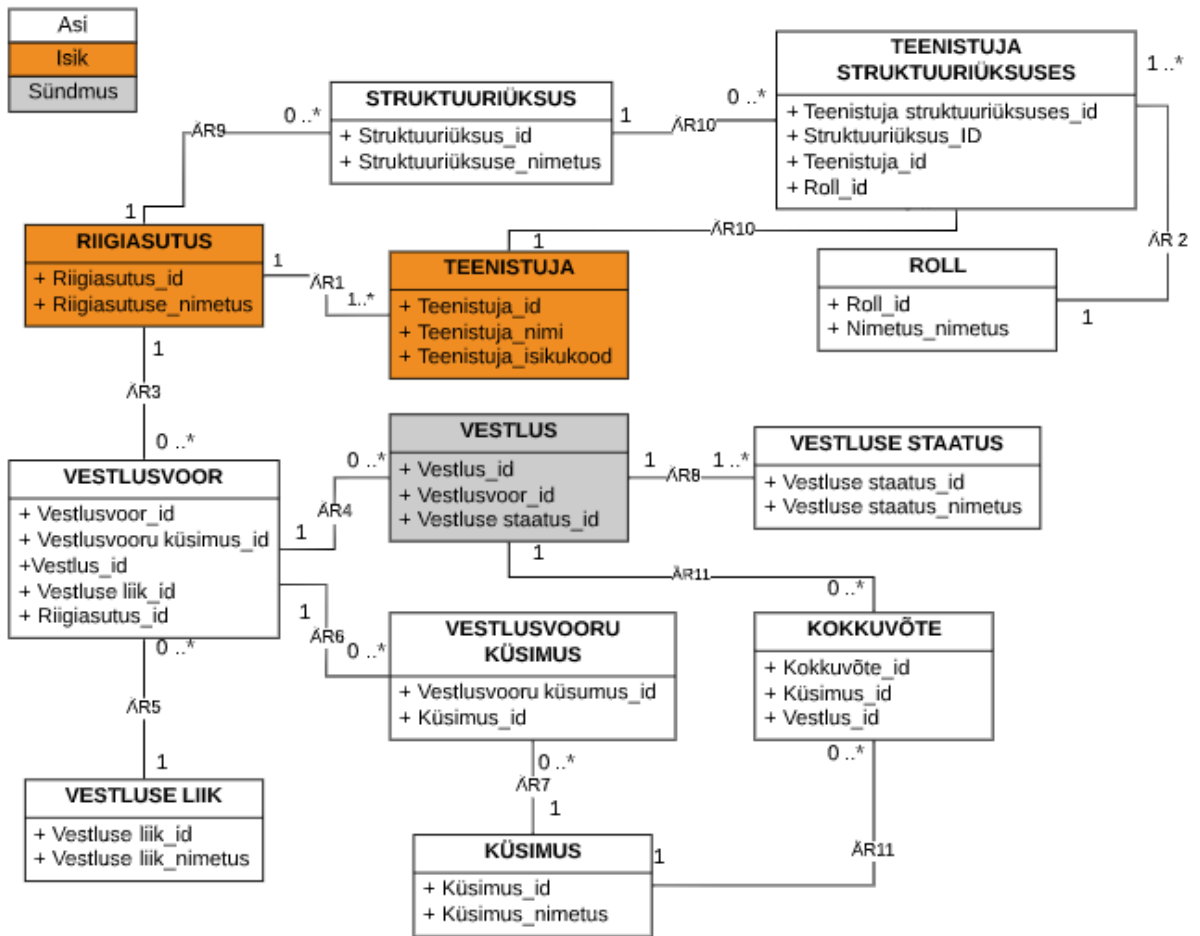 Asi
Isik
Sündmus
STRUKTUURIÜKSUS
+ Struktuuriüksus_id
+ Struktuuriüksuse_nimetus
TEENISTUJA
STRUKTUURIÜKSUSES
+ Teenistuja struktuuriüksuses_id
+ Struktuuriüksus_ID
+ Teenistuja_id
+ Roll_id
0 ..*
ÄR9
1
1
ÄR10
0 ..*
1 ..*
ÄR 2
1
RIIGIASUTUS
+ Riigiasutus_id
+ Riigiasutuse_nimetus
1
ÄR1
1..*
ÄR10
1
TEENISTUJA
+ Teenistuja_id
+ Teenistuja_nimi
+ Teenistuja_isikukood
ROLL
+ Roll_id
+ Nimetus_nimetus
1
ÄR3
0 ..*
VESTLUSVOOR
+ Vestlusvoor_id
+ Vestlusvooru küsimus_id
+Vestlus_id
+ Vestluse liik_id
+ Riigiasutus_id
0 ..*
ÄR4
1
VESTLUS
+ Vestlus_id
+ Vestlusvoor_id
+ Vestluse staatus_id
1
ÄR8
1..*
VESTLUSE STAATUS
+ Vestluse staatus_id
+ Vestluse staatus_nimetus
1
ÄR11
0 ..*
1
ÄR6
0 ..*
VESTLUSVOORU
KÜSIMUS
+ Vestlusvooru küsumus_id
+ Küsimus_id
KOKKUVÕTE
+ Kokkuvõte_id
+ Küsimus_id
+ Vestlus_id
0 ..*
ÄR5
1
VESTLUSE LIIK
+ Vestluse liik_id
+ Vestluse liik_nimetus
0 ..*
ÄR7
1
0 ..*
ÄR11
1
KÜSIMUS
+ Küsimus_id
+ Küsimus_nimetus